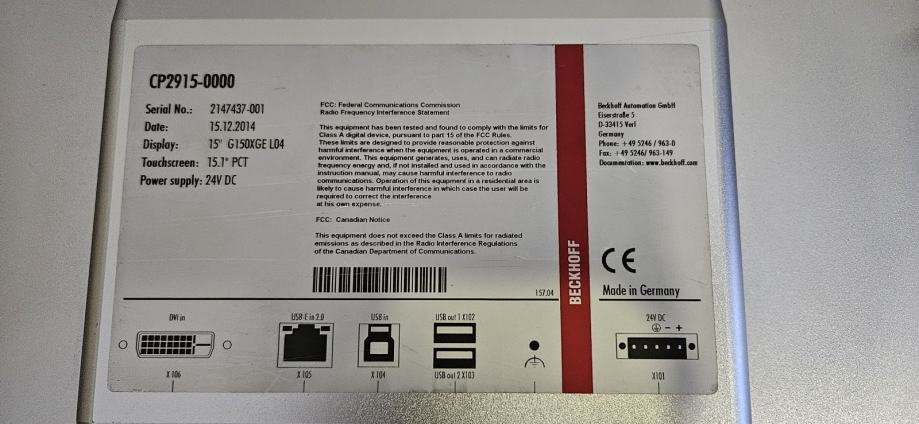 CP2915-0000
Serial No.: 2147437-001
Date: 15.12.2014
Display: 15" G150XGE L04
Touchscreen: 15.1" PCT
Power supply: 24V DC
FCC: Federal Communications Commission
Radio Frequency Interference Statement
This equipment has been tested and found to comply with the limits for
Class A digital device, pursuant to part 15 of the FCC Rules.
These limits are designed to provide reasonable protection against
harmful interference when the equipment is operated in a commercial
environment. This equipment generates, uses, and can radiate radio
frequency energy and, if not installed and used in accordance with the
instruction manual, may cause harmful interference to radio
communications. Operation of this equipment in a residential area is
likely to cause harmful interference in which case the user will be
required to correct the interference
at his own expense.
FCC: Canadian Notice
This equipment does not exceed the Class A limits for radiated
emissions as described in the Radio Interference Regulations
of the Canadian Department of Communications.
157.04
BECKHOFF
Beckhoff Automation GmbH
Eiserstraße 5
D-33415 Verl
Germany
Phone: +49 5246 / 963-0
Fax: +49 5246/ 963-149
Documentation: www.beckhoff.com
CE
Made in Germany
DVI in
USB-E in 2.0
USB in
USB out 1 X102
24V DC
- +
X 106
X 105
X 104
USB out 2 X103
X101